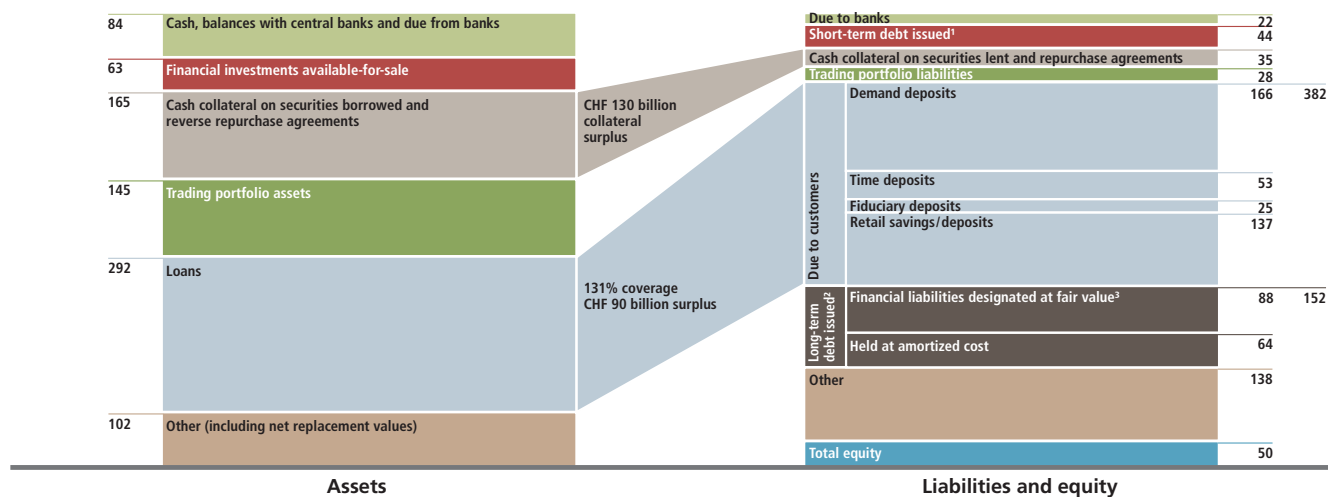 84 Cash, balances with central banks and due from banks
63 Financial investments available-for-sale
165 Cash collateral on securities borrowed and
reverse repurchase agreements
145 Trading portfolio assets
292 Loans
102 Other (including net replacement values)
Assets
CHF 130 billion
collateral
surplus
131% coverage
CHF 90 billion surplus
Due to banks 22
Short-term debt issued¹ 44
Cash collateral on securities lent and repurchase agreements 35
Trading portfolio liabilities 28
Due to customers
Demand deposits 166 382
Time deposits 53
Fiduciary deposits 25
Retail savings/deposits 137
Long-term
debt issued²
Financial liabilities designated at fair value³ 88 152
Held at amortized cost 64
Other 138
Total equity 50
Liabilities and equity